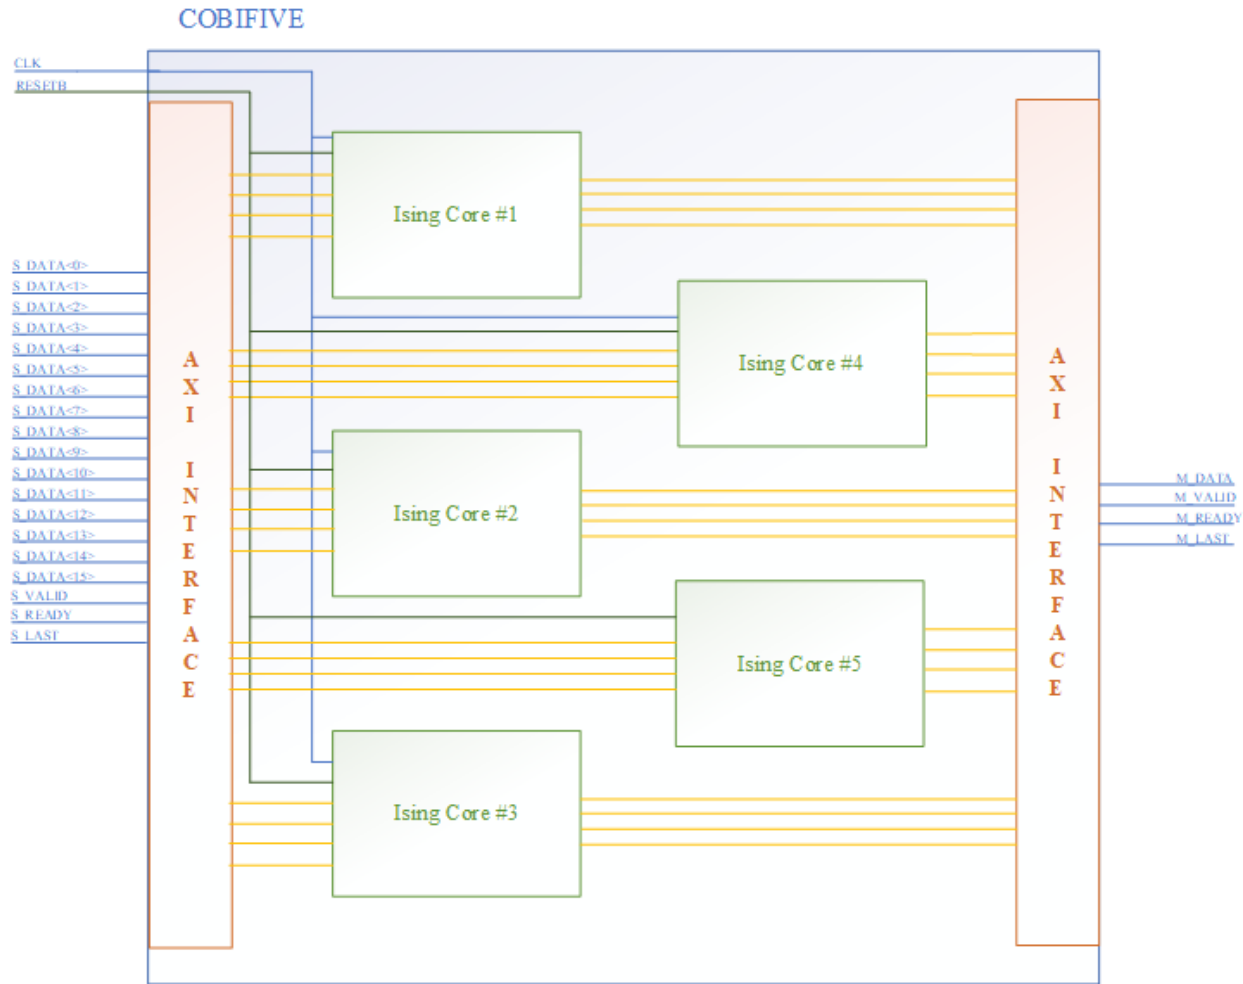 COBIFIVE
CLK
RESETB
Ising Core #1
S_DATA<0>
S_DATA<1>
S_DATA<2>
S_DATA<3>
S_DATA<4>
S_DATA<5>
S_DATA<6>
S_DATA<7>
S_DATA<8>
S_DATA<9>
S_DATA<10>
S_DATA<11>
S_DATA<12>
S_DATA<13>
S_DATA<14>
S_DATA<15>
S_VALID
S_READY
S_LAST
AXI INTERFACE
Ising Core #4
Ising Core #2
Ising Core #5
Ising Core #3
AXI INTERFACE
M_DATA
M_VALID
M_READY
M_LAST